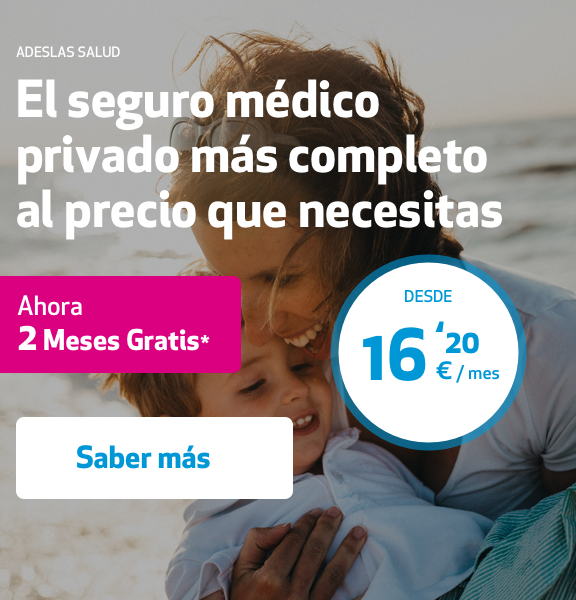 ADESLAS SALUD
El seguro médico
privado más completo
al precio que necesitas
Ahora
2 Meses Gratis*
DESDE
16‘20
€ / mes
Saber más